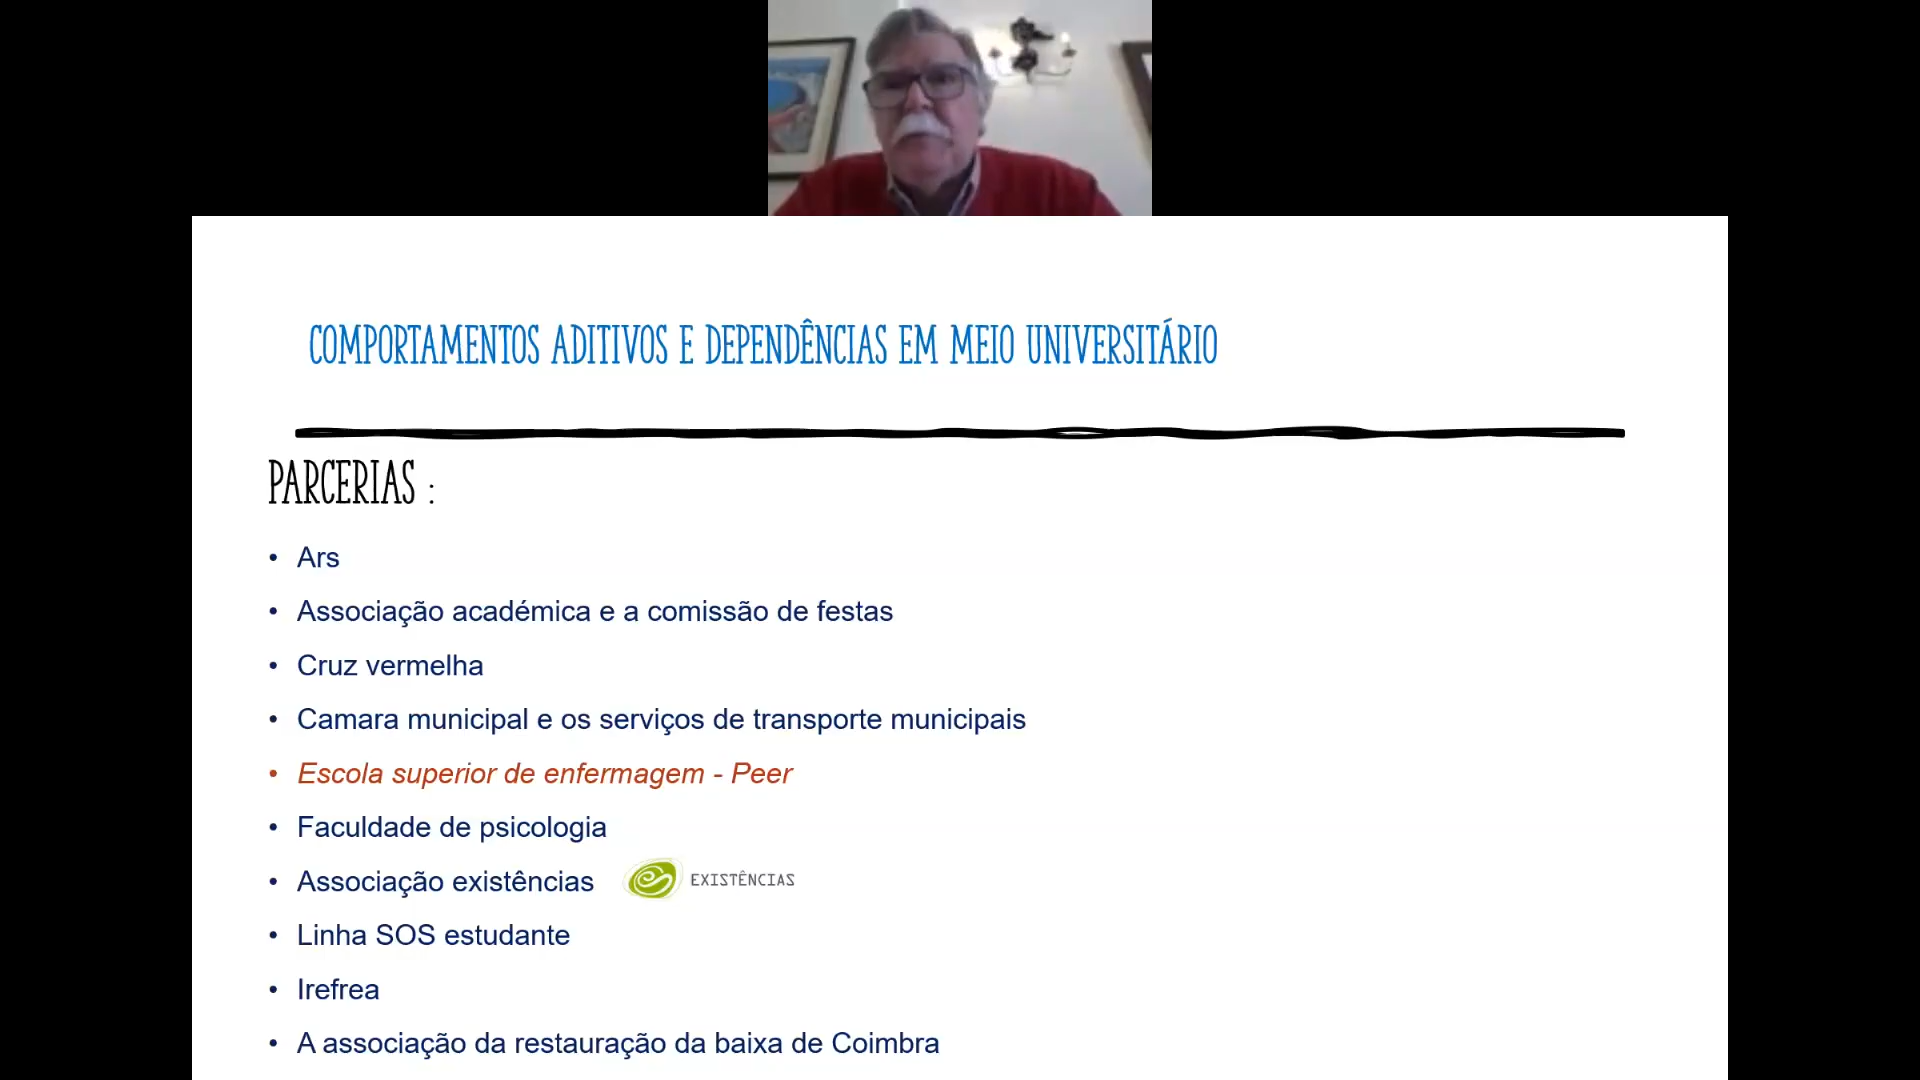 COMPORTAMENTOS ADITIVOS E DEPENDÊNCIAS EM MEIO UNIVERSITÁRIO
PARCERIAS :
• Ars
• Associação académica e a comissão de festas
• Cruz vermelha
• Camara municipal e os serviços de transporte municipais
• Escola superior de enfermagem - Peer
• Faculdade de psicologia
• Associação existências EXISTÊNCIAS
• Linha SOS estudante
• Irefrea
• A associação da restauração da baixa de Coimbra